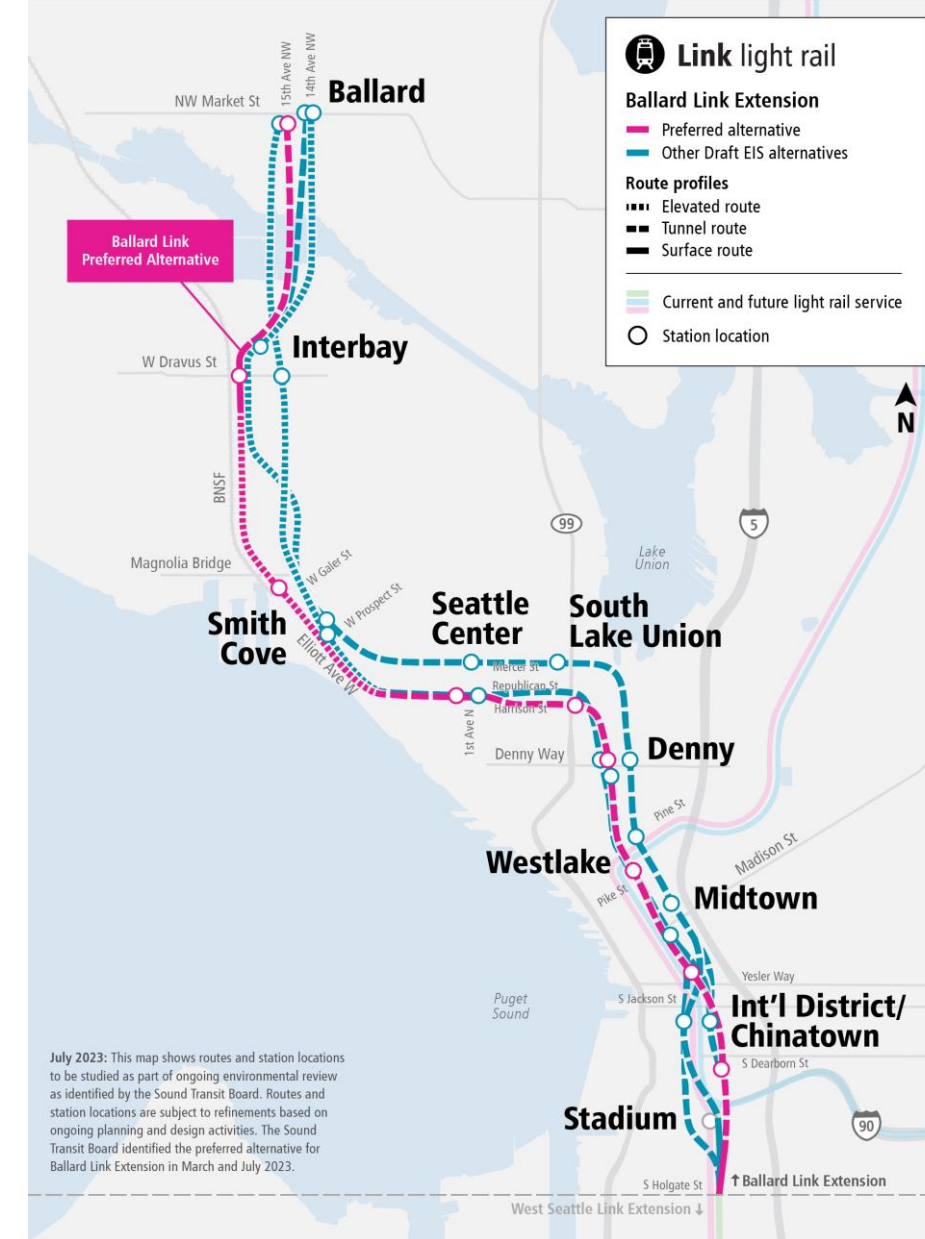 Link light rail
Ballard Link Extension
Preferred alternative
Other Draft EIS alternatives
Route profiles
Elevated route
Tunnel route
Surface route
Current and future light rail service
Station location
N
15th Ave NW
14th Ave NW
NW Market St
Ballard
Ballard Link
Preferred Alternative
Interbay
W Dravus St
BNSF
99
5
Lake
Union
Magnolia Bridge
W Galer St
W Prospect St
Smith
Cove
Elliott Ave W
Seattle
Center
South
Lake Union
Mercer St
Republican St
Harrison St
1st Ave N
Denny Way
Denny
Pine St
Westlake
Pike St
Madison St
Midtown
Yesler Way
Puget
Sound
S Jackson St
Int'l District/
Chinatown
S Dearborn St
Stadium
90
July 2023: This map shows routes and station locations
to be studied as part of ongoing environmental review
as identified by the Sound Transit Board. Routes and
station locations are subject to refinements based on
ongoing planning and design activities. The Sound
Transit Board identified the preferred alternative for
Ballard Link Extension in March and July 2023.
S Holgate St
↑ Ballard Link Extension
West Seattle Link Extension ↓